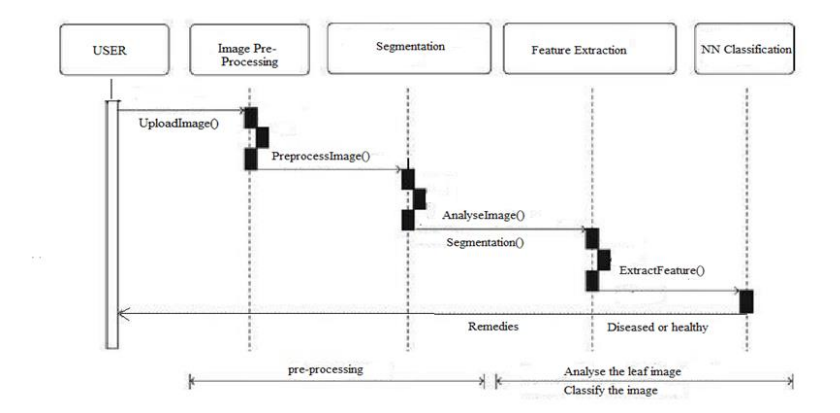 USER
Image Pre-
Processing
Segmentation
Feature Extraction
NN Classification
UploadImage()
PreprocessImage()
AnalyseImage()
Segmentation()
ExtractFeature()
Remedies
Diseased or healthy
pre-processing
Analyse the leaf image
Classify the image